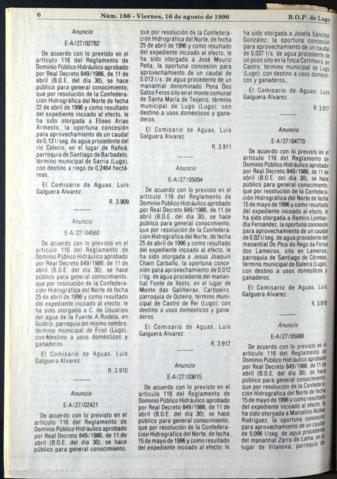 6
Núm. 188 - Viernes, 16 de agosto de 1996
B.O.P. de Lugo
Anuncio
E-A/27/02762
De acuerdo con lo previsto en el
artículo 116 del Reglamento de
Dominio Público Hidráulico aprobado
por Real Decreto 849/1986, de 11 de
abril (B.O.E. del día 30), se hace
público para general conocimiento,
que por resolución de la Confedera-
ción Hidrográfica del Norte de fecha
22 de abril de 1996 y como resultado
del expediente incoado al efecto, le
ha sido otorgada a Eliseo Arias
Armesto, la oportuna concesión
para aprovechamiento de un caudal
de 0,13 l/seg. de agua procedente del
río Celeiro, en el lugar de
parroquia de Santiago de Barbadelo,
término municipal de Sarria (Lugo),
con destino a riego de 0,2464 hectá-
reas.
El Comisario de Aguas, Luis
Galguera Alvarez.
R. 3.909
Anuncio
E-A/27/04560
De acuerdo con lo previsto en el
artículo 116 del Reglamento de
Dominio Público Hidráulico aprobado
por Real Decreto 849/1986, de 11 de
abril (B.O.E. del día 30), se hace
público para general conocimiento,
que por resolución de la Confedera-
ción Hidrográfica del Norte de fecha
25 de abril de 1996 y como resultado
del expediente incoado al efecto, le
ha sido otorgada a C. de Usuarios
del agua de la Fuente A Rodela, en
Guldriz, parroquia del mismo nombre,
término municipal de Friol (Lugo),
con destino a usos domésticos y
ganaderos.
El Comisario de Aguas, Luis
Galguera Alvarez.
R. 3.910
Anuncio
E-A/27/02421
De acuerdo con lo previsto en el
artículo 116 del Reglamento de
Dominio Público Hidráulico aprobado
por Real Decreto 849/1986, de 11 de
abril (B.O.E. del día 30), se hace
público para general conocimiento,
que por resolución de la Confedera-
ción Hidrográfica del Norte de fecha
25 de abril de 1996 y como resultado
del expediente incoado al efecto, le
ha sido otorgada a José Mouriz
Peña, la oportuna concesión para
aprovechamiento de un caudal de
0,013 l/s. de agua procedente de un
manantial denominado Pena Dos
Gatos Feros sito en el monte comunal
de Santa María de Teijeiro, término
municipal de Lugo (Lugo), con
destino a usos domésticos y gana-
deros.
El Comisario de Aguas, Luis
Galguera Alvarez.
R. 3.911
Anuncio
E-A/27/05094
De acuerdo con lo previsto en el
artículo 116 del Reglamento de
Dominio Público Hidráulico aprobado
por Real Decreto 849/1986, de 11 de
abril (B.O.E. del día 30), se hace
público para general conocimiento,
que por resolución de la Confedera-
ción Hidrográfica del Norte de fecha
25 de abril de 1996 y como resultado
del expediente incoado al efecto, le
ha sido otorgada a Jesús Joaquín
Chain Carballo, la oportuna conce-
sión para aprovechamiento de 0,012
l/seg. de agua procedente del manan-
tial Fonte de Xesto, en el lugar de
Monte das Galiñeiras. Carbueiro,
parroquia de Dutero, término muni-
cipal de Castro de Rei (Lugo), con
destino a usos domésticos y gana-
deros.
El Comisario de Aguas, Luis
Galguera Alvarez.
R. 3.912
Anuncio
E-A/27/03615
De acuerdo con lo previsto en el
artículo 116 del Reglamento de
Dominio Público Hidráulico aprobado
por Real Decreto 849/1986, de 11 de
abril (B.O.E. del día 30), se hace
público para general conocimiento,
que por resolución de la Confedera-
ción Hidrográfica del Norte, de fecha
15 de mayo de 1996 y como resultado
del expediente incoado al efecto, le
ha sido otorgada a Josefa Sánchez
González, la oportuna concesión
para aprovechamiento de un caudal
de 0,037 l/seg. de agua procedente de
un pozo sito en la finca Cortiñeiro, en
Castro, término municipal de
(Lugo), con destino a usos domésticos
y ganaderos.
El Comisario de Aguas, Luis
Galguera Alvarez.
R. 3.917
Anuncio
E-A/27/04770
De acuerdo con lo previsto en el
artículo 116 del Reglamento de
Dominio Público Hidráulico aprobado
por Real Decreto 849/1986, de 11 de
abril (B.O.E. del día 30), se hace
público para general conocimiento,
que por resolución de la Confedera-
ción Hidrográfica del Norte de fecha
15 de mayo de 1996 y como resultado
del expediente incoado al efecto, le
ha sido otorgada a Ramiro Lombar-
día Fernández, la oportuna concesión
para aprovechamiento de un caudal
de 0,02 l/seg. de agua procedente del
manantial de Pico do Rego da Forxa
dos Lameiros, sito en Lameiros,
parroquia de Santiago de Córneas,
término municipal de Baleira (Lugo),
con destino a usos domésticos y
ganaderos.
El Comisario de Aguas, Luis
Galguera Alvarez.
R. 3.918
Anuncio
E-A/27/05086
De acuerdo con lo previsto en el
artículo 116 del Reglamento de
Dominio Público Hidráulico aprobado
por Real Decreto 849/1986, de 11 de
abril (B.O.E. del día 30), se hace
público para general conocimiento,
que por resolución de la Confedera-
ción Hidrográfica del Norte de fecha
15 de mayo de 1996 y como resultado
del expediente incoado al efecto, le
ha sido otorgada a Marcelino Núñez
Rodríguez, la oportuna concesión
para aprovechamiento de un caudal
de 0,096 l/seg. de agua procedente
del manantial Zarra de Lama, en el
lugar de Vilanova, parroquia de